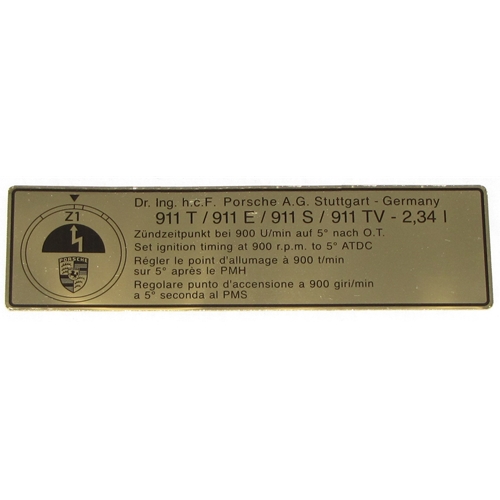 Dr. Ing. h.c.F. Porsche A.G. Stuttgart - Germany
911 T / 911 E / 911 S / 911 TV - 2,34 l
Zündzeitpunkt bei 900 U/min auf 5° nach O.T.
Set ignition timing at 900 r.p.m. to 5° ATDC
Régler le point d'allumage à 900 t/min
sur 5° après le PMH
Regolare punto d'accensione a 900 giri/min
a 5° seconda al PMS
Z1
PORSCHE